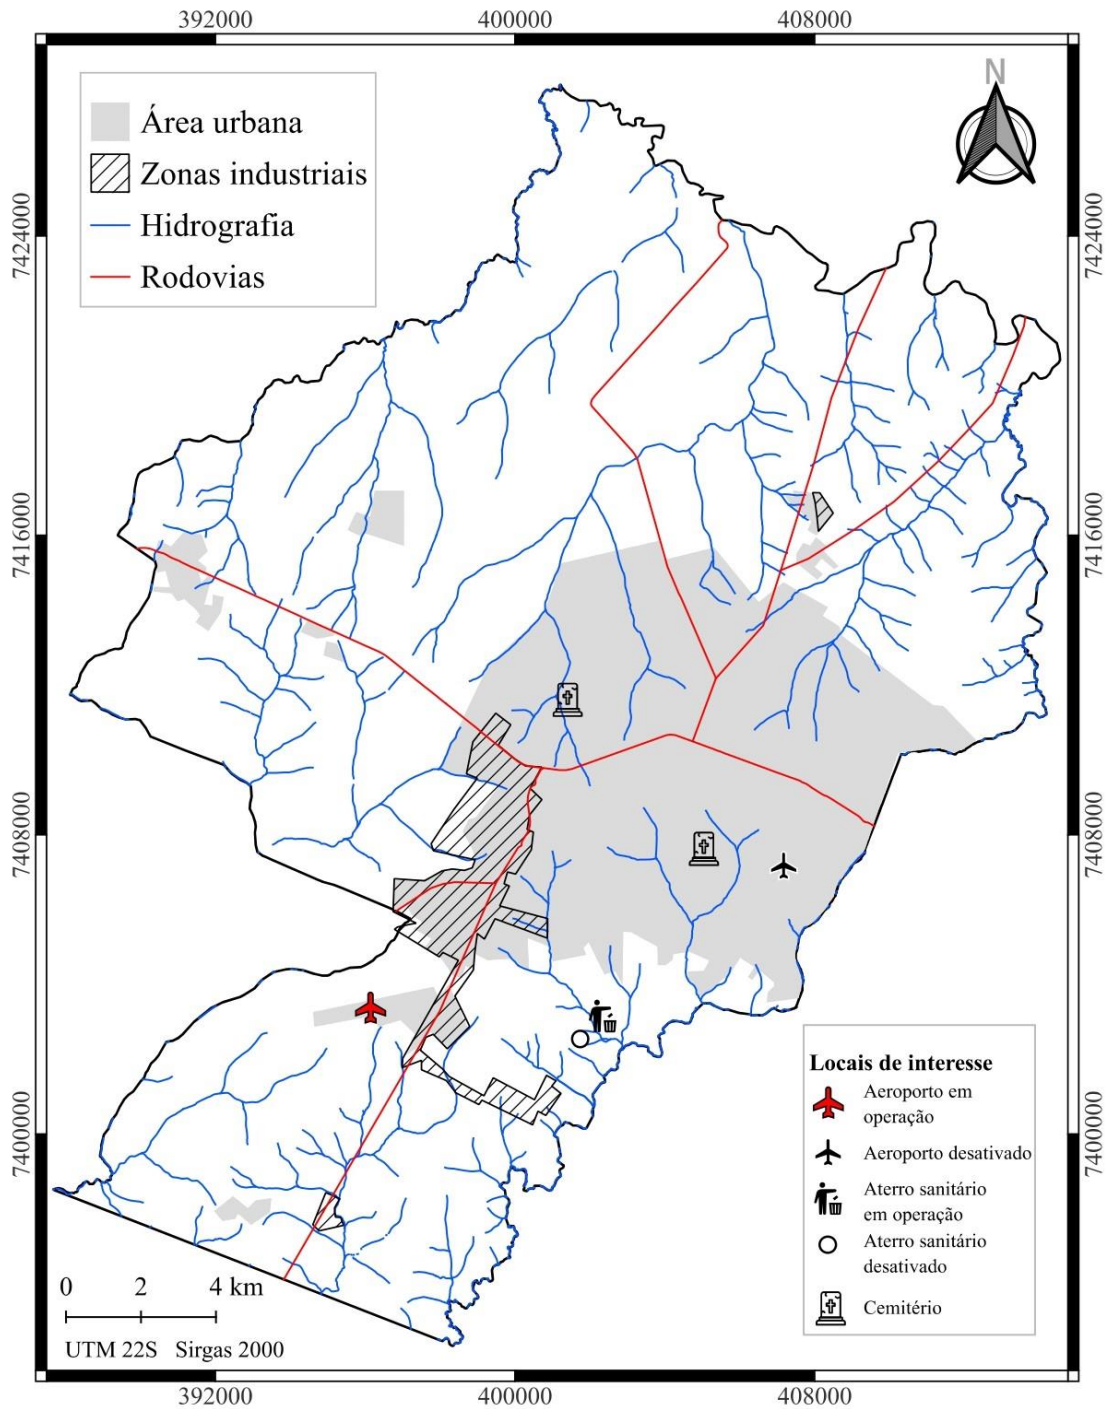 392000 400000 408000
N
Área urbana
Zonas industriais
Hidrografia
Rodovias
7424000 7424000
7416000 7416000
7408000 7408000
7400000 7400000
Locais de interesse
Aeroporto em
operação
Aeroporto desativado
Aterro sanitário
em operação
Aterro sanitário
desativado
Cemitério
0 2 4 km
UTM 22S Sirgas 2000
392000 400000 408000